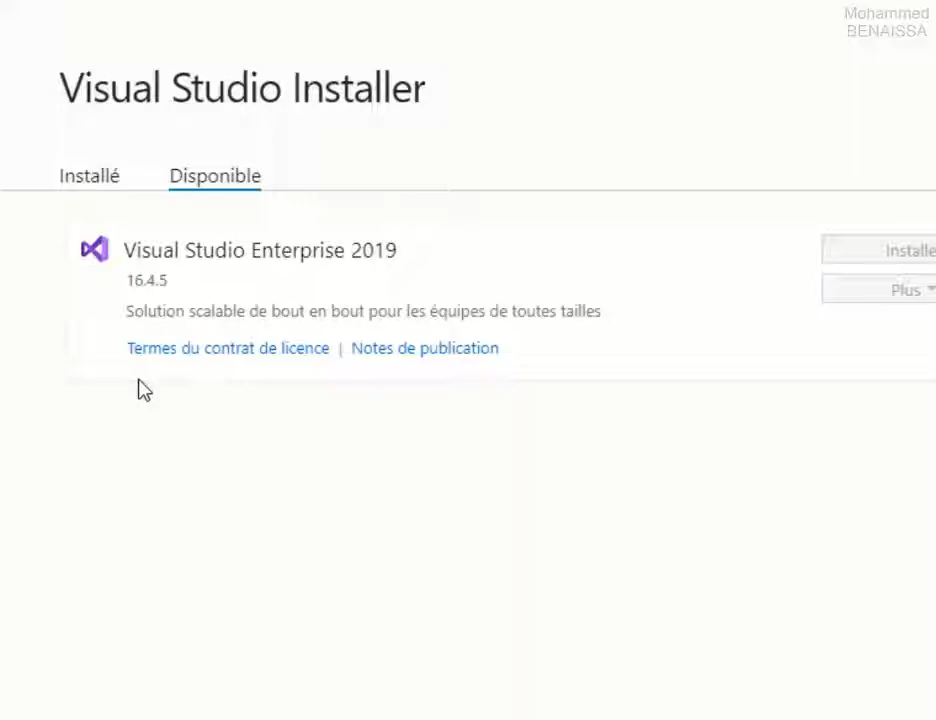 Mohammed
BENAISSA
Visual Studio Installer
Installé Disponible
Visual Studio Enterprise 2019
Installe
16.4.5
Plus
Solution scalable de bout en bout pour les équipes de toutes tailles
Termes du contrat de licence | Notes de publication